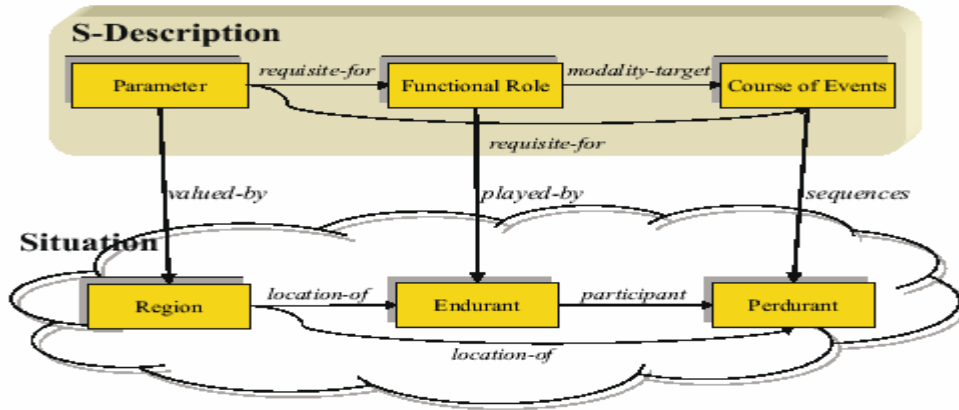 S-Description
requisite-for modality-target
Parameter Functional Role Course of Events
requisite-for
valued-by played-by sequences
Situation
location-of participant
Region Endurant Perdurant
location-of